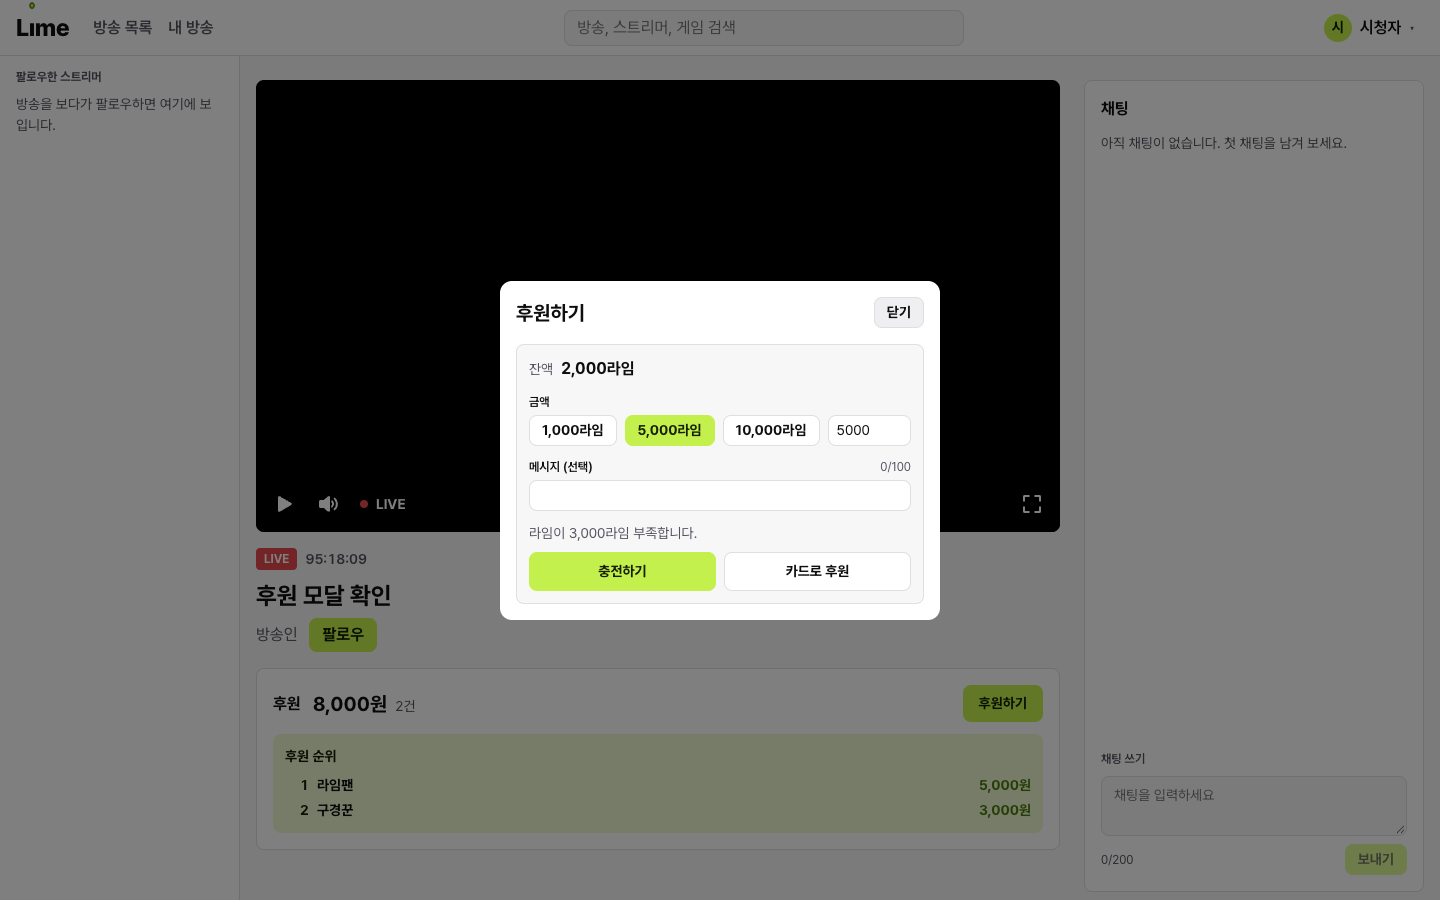 Lime
방송 목록
내 방송
방송, 스트리머, 게임 검색
시
시청자
팔로우한 스트리머
방송을 보다가 팔로우하면 여기에 보
입니다.
LIVE
LIVE
95:18:09
후원 모달 확인
방송인
팔로우
후원 8,000원 2건
후원하기
후원 순위
1 라임팬 5,000원
2 구경꾼 3,000원
후원하기
닫기
잔액 2,000라임
금액
1,000라임
5,000라임
10,000라임
5000
메시지 (선택)
0/100
라임이 3,000라임 부족합니다.
충전하기
카드로 후원
채팅
아직 채팅이 없습니다. 첫 채팅을 남겨 보세요.
채팅 쓰기
채팅을 입력하세요
0/200
보내기